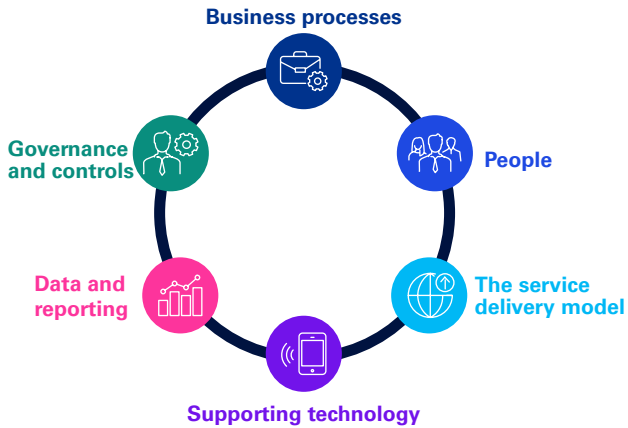 Business processes
Governance
and controls
People
Data and
reporting
The service
delivery model
Supporting technology